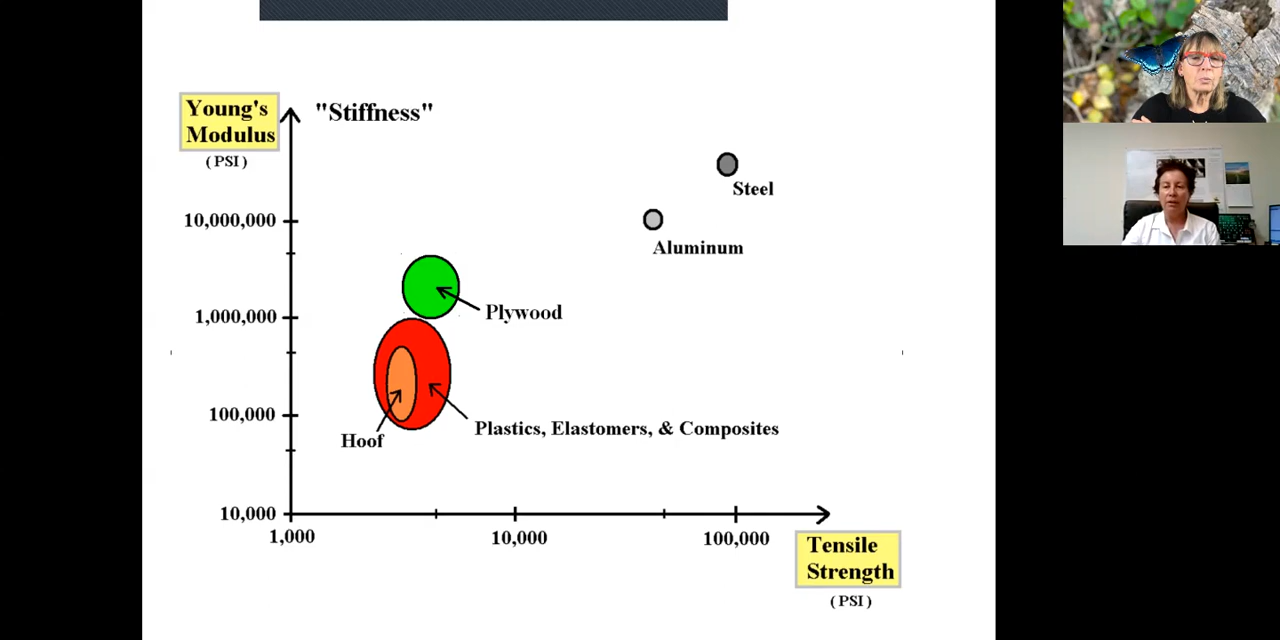 Young's
Modulus
( PSI )
"Stiffness"
Steel
10,000,000
Aluminum
Plywood
1,000,000
100,000
Plastics, Elastomers, & Composites
Hoof
10,000
1,000
10,000
100,000
Tensile
Strength
( PSI )